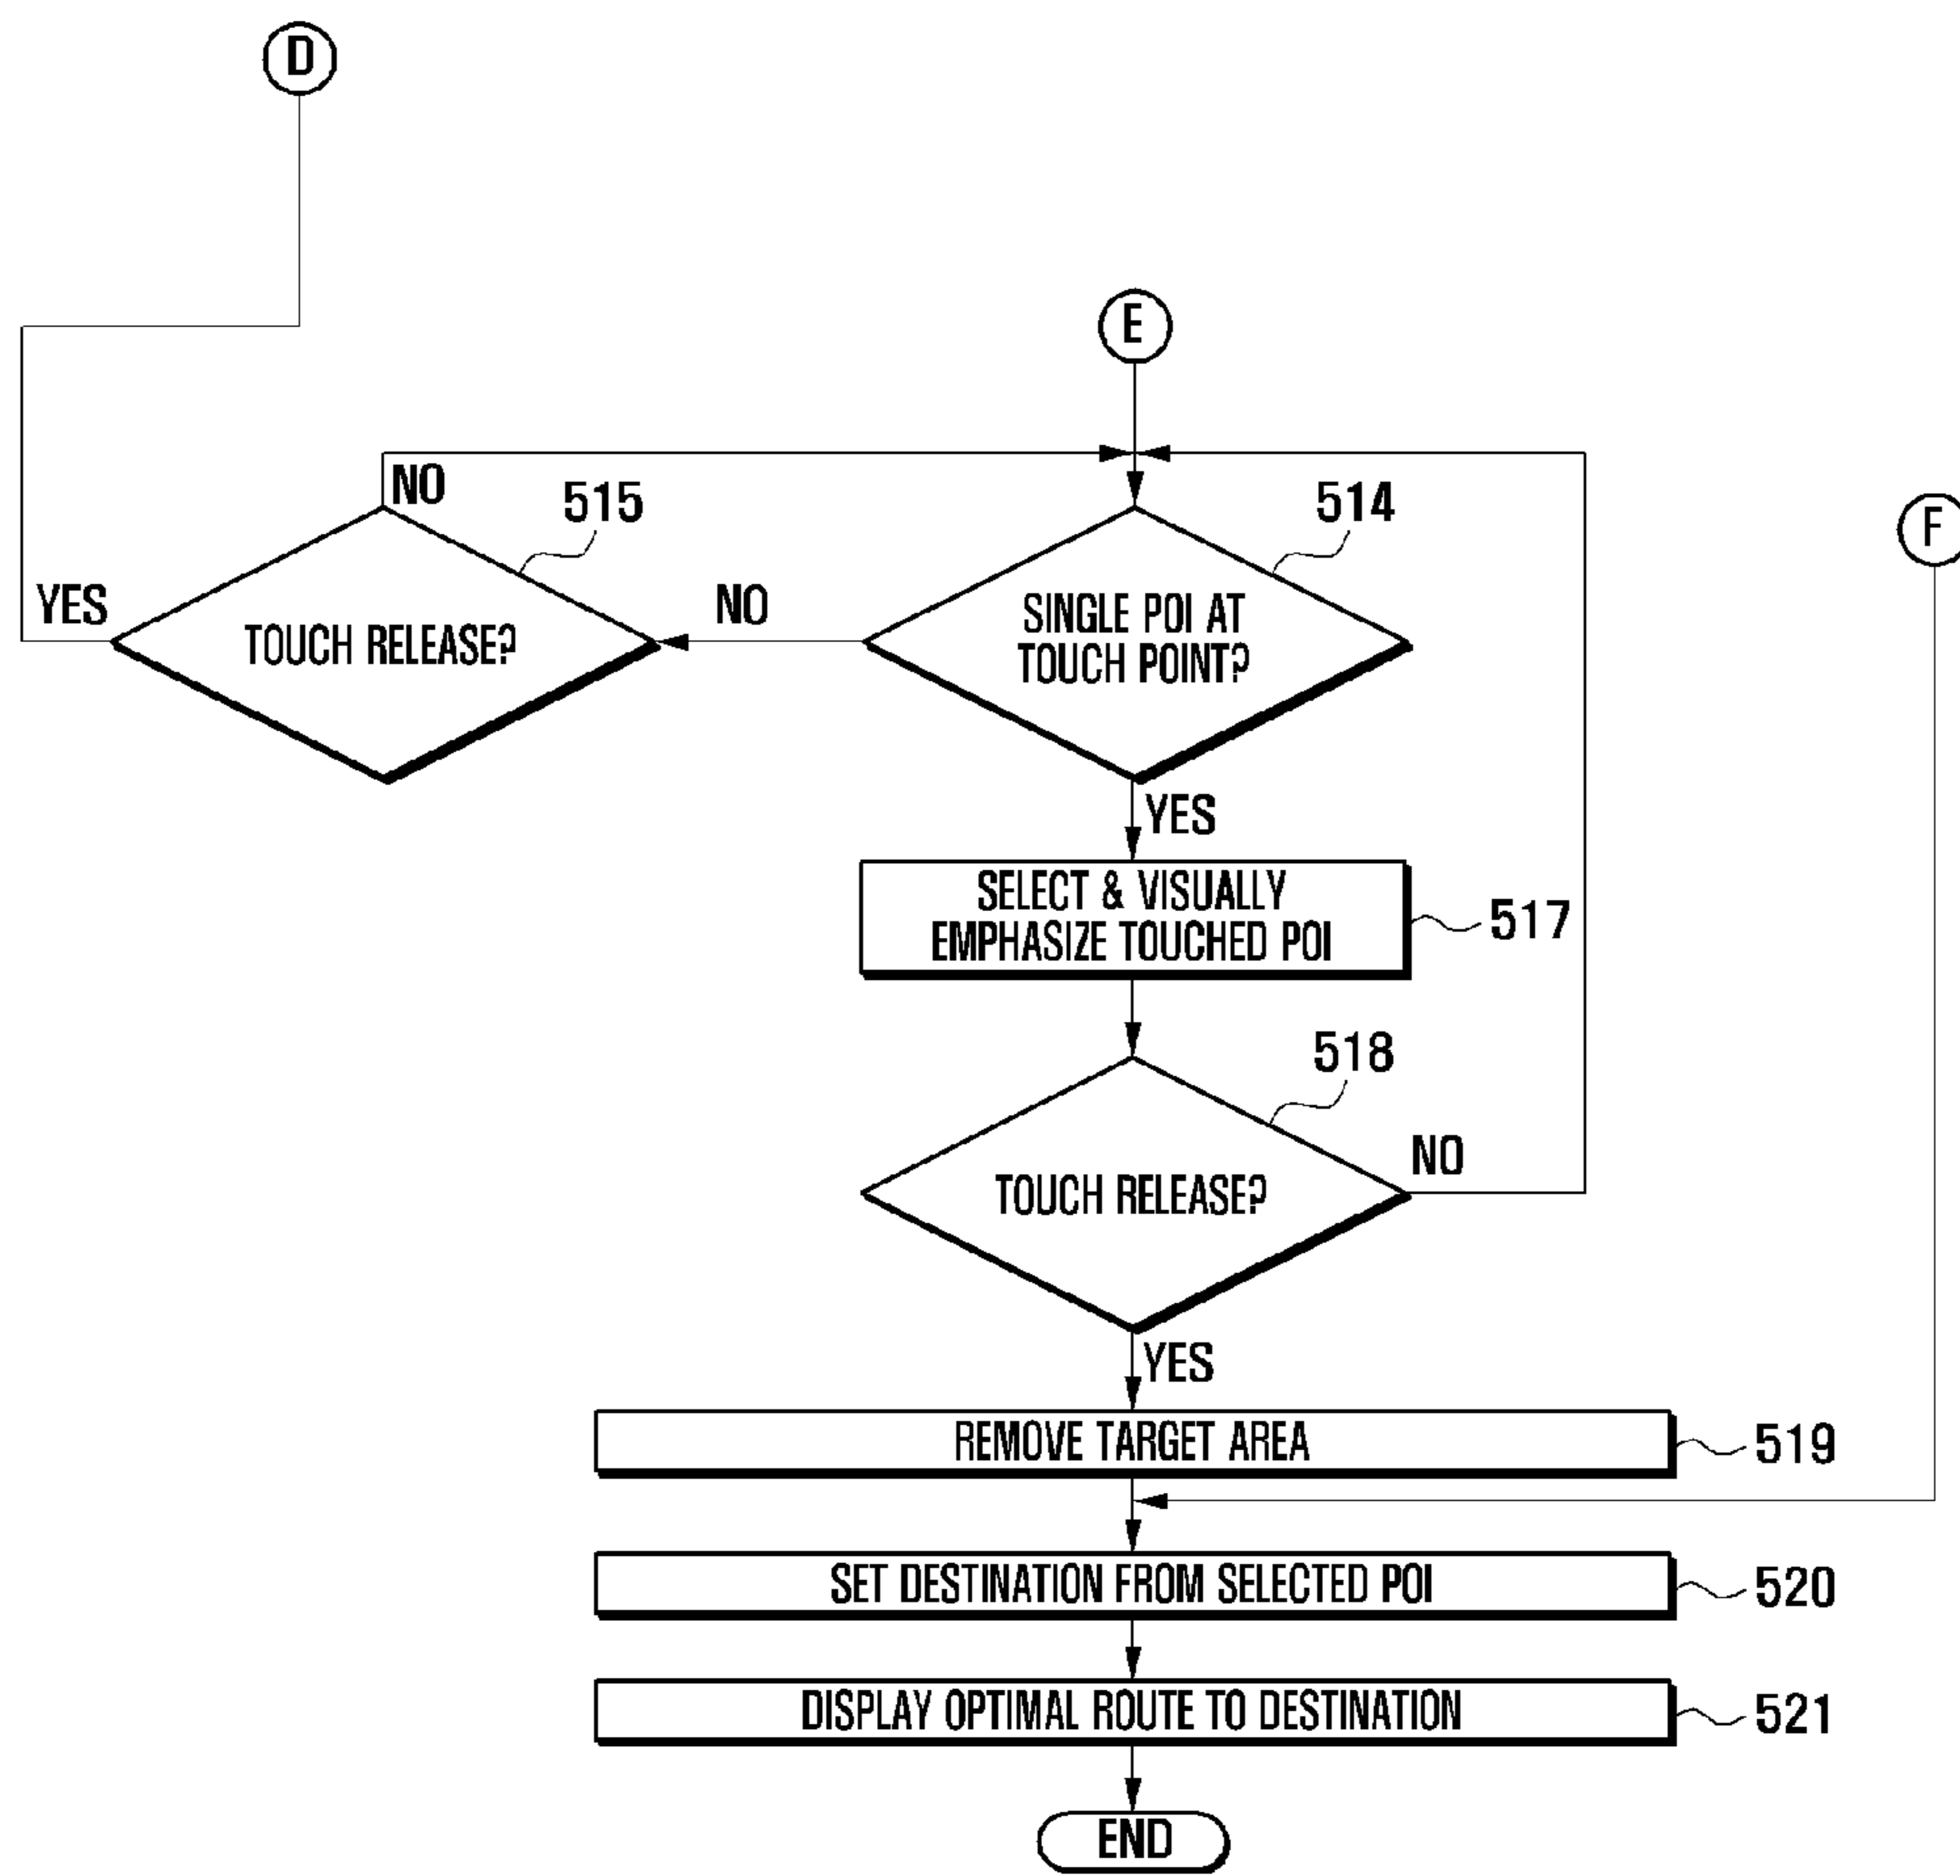 D
E
NO
515
514
F
YES
TOUCH RELEASE?
NO
SINGLE POI AT
TOUCH POINT?
YES
SELECT & VISUALLY
EMPHASIZE TOUCHED POI
517
518
NO
TOUCH RELEASE?
YES
REMOVE TARGET AREA
519
SET DESTINATION FROM SELECTED POI
520
DISPLAY OPTIMAL ROUTE TO DESTINATION
521
END